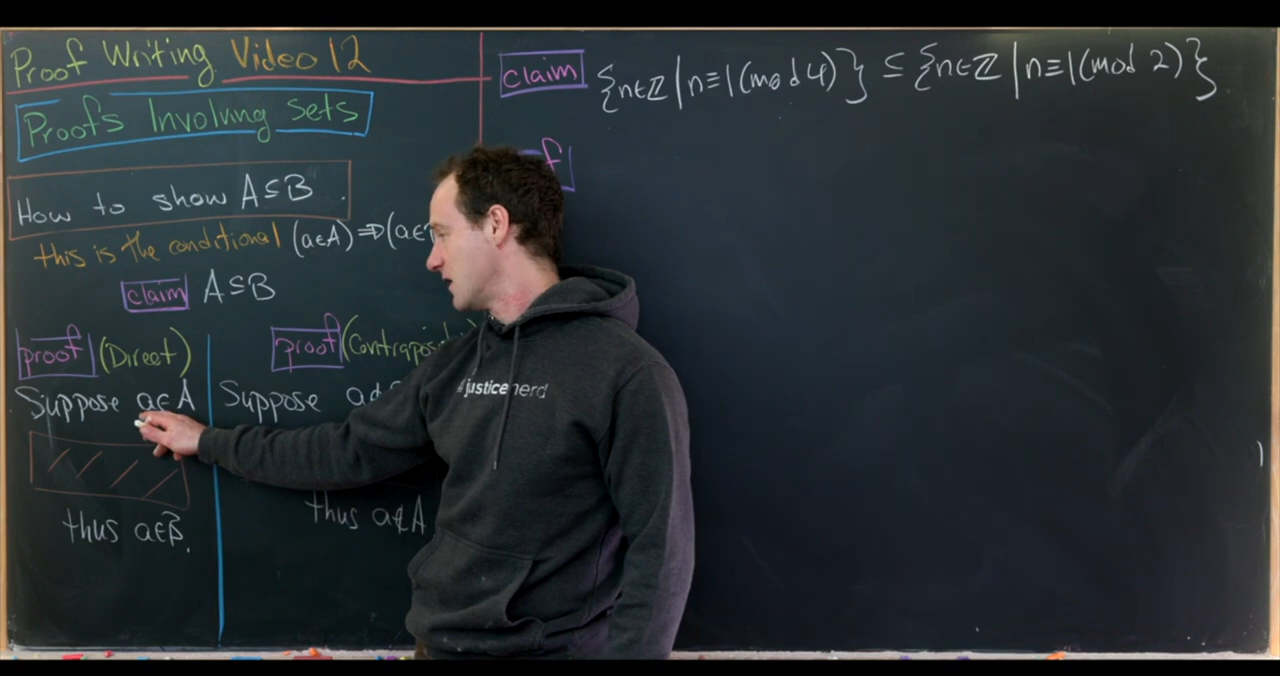 Proof Writing Video 12
Proofs Involving Sets
How to show A⊆B.
this is the conditional (a∈A)⇒(a∈
claim A⊆B
proof (Direct)
Suppose a∈A
thus a∈B.
proof (Contraposi
Suppose a∉
thus a∉A
claim {n∈ℤ | n≡1(mod 4)} ⊆ {n∈ℤ | n≡1(mod 2)}
f
justice nerd